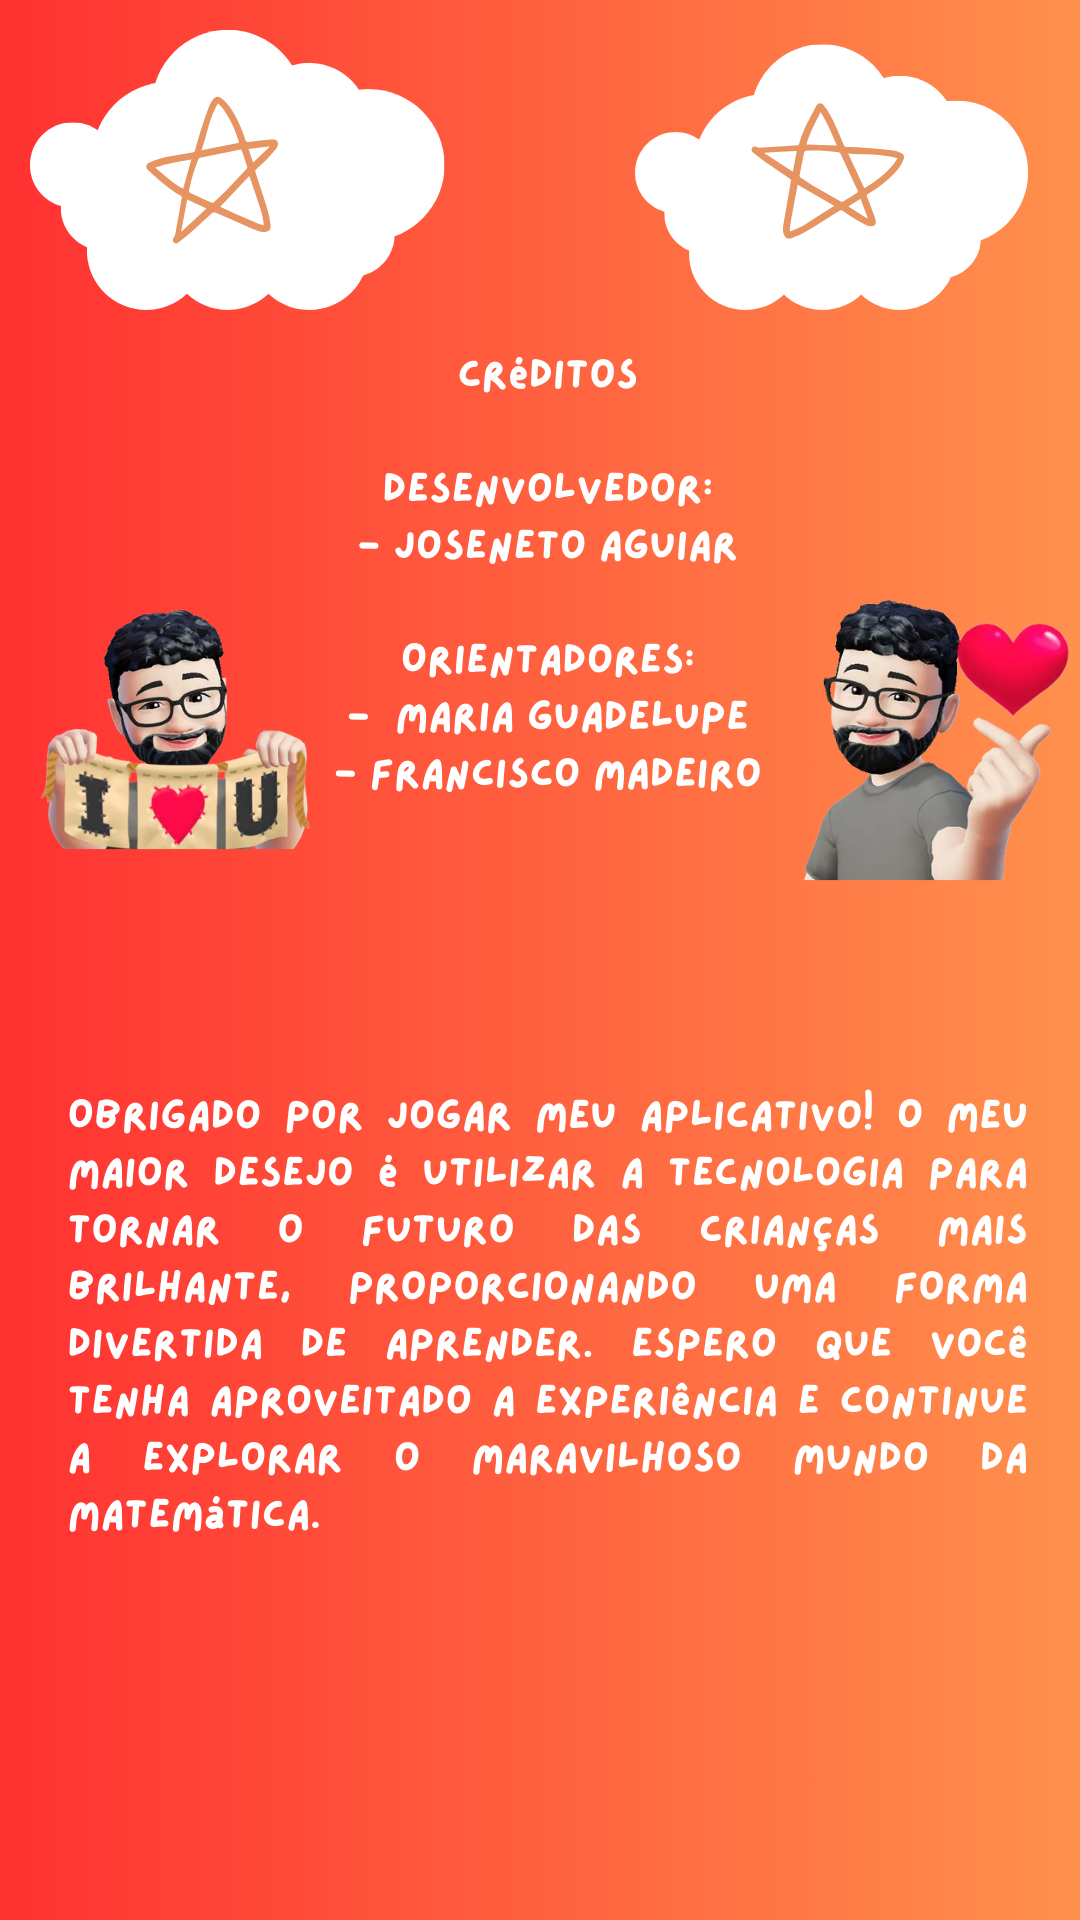 CRÉDITOS
DESENVOLVEDOR:
- JOSENETO AGUIAR
ORIENTADORES:
- MARIA GUADELUPE
- FRANCISCO MADEIRO
I U
OBRIGADO POR JOGAR MEU APLICATIVO! O MEU
MAIOR DESEJO É UTILIZAR A TECNOLOGIA PARA
TORNAR O FUTURO DAS CRIANÇAS MAIS
BRILHANTE, PROPORCIONANDO UMA FORMA
DIVERTIDA DE APRENDER. ESPERO QUE VOCÊ
TENHA APROVEITADO A EXPERIÊNCIA E CONTINUE
A EXPLORAR O MARAVILHOSO MUNDO DA
MATEMÁTICA.